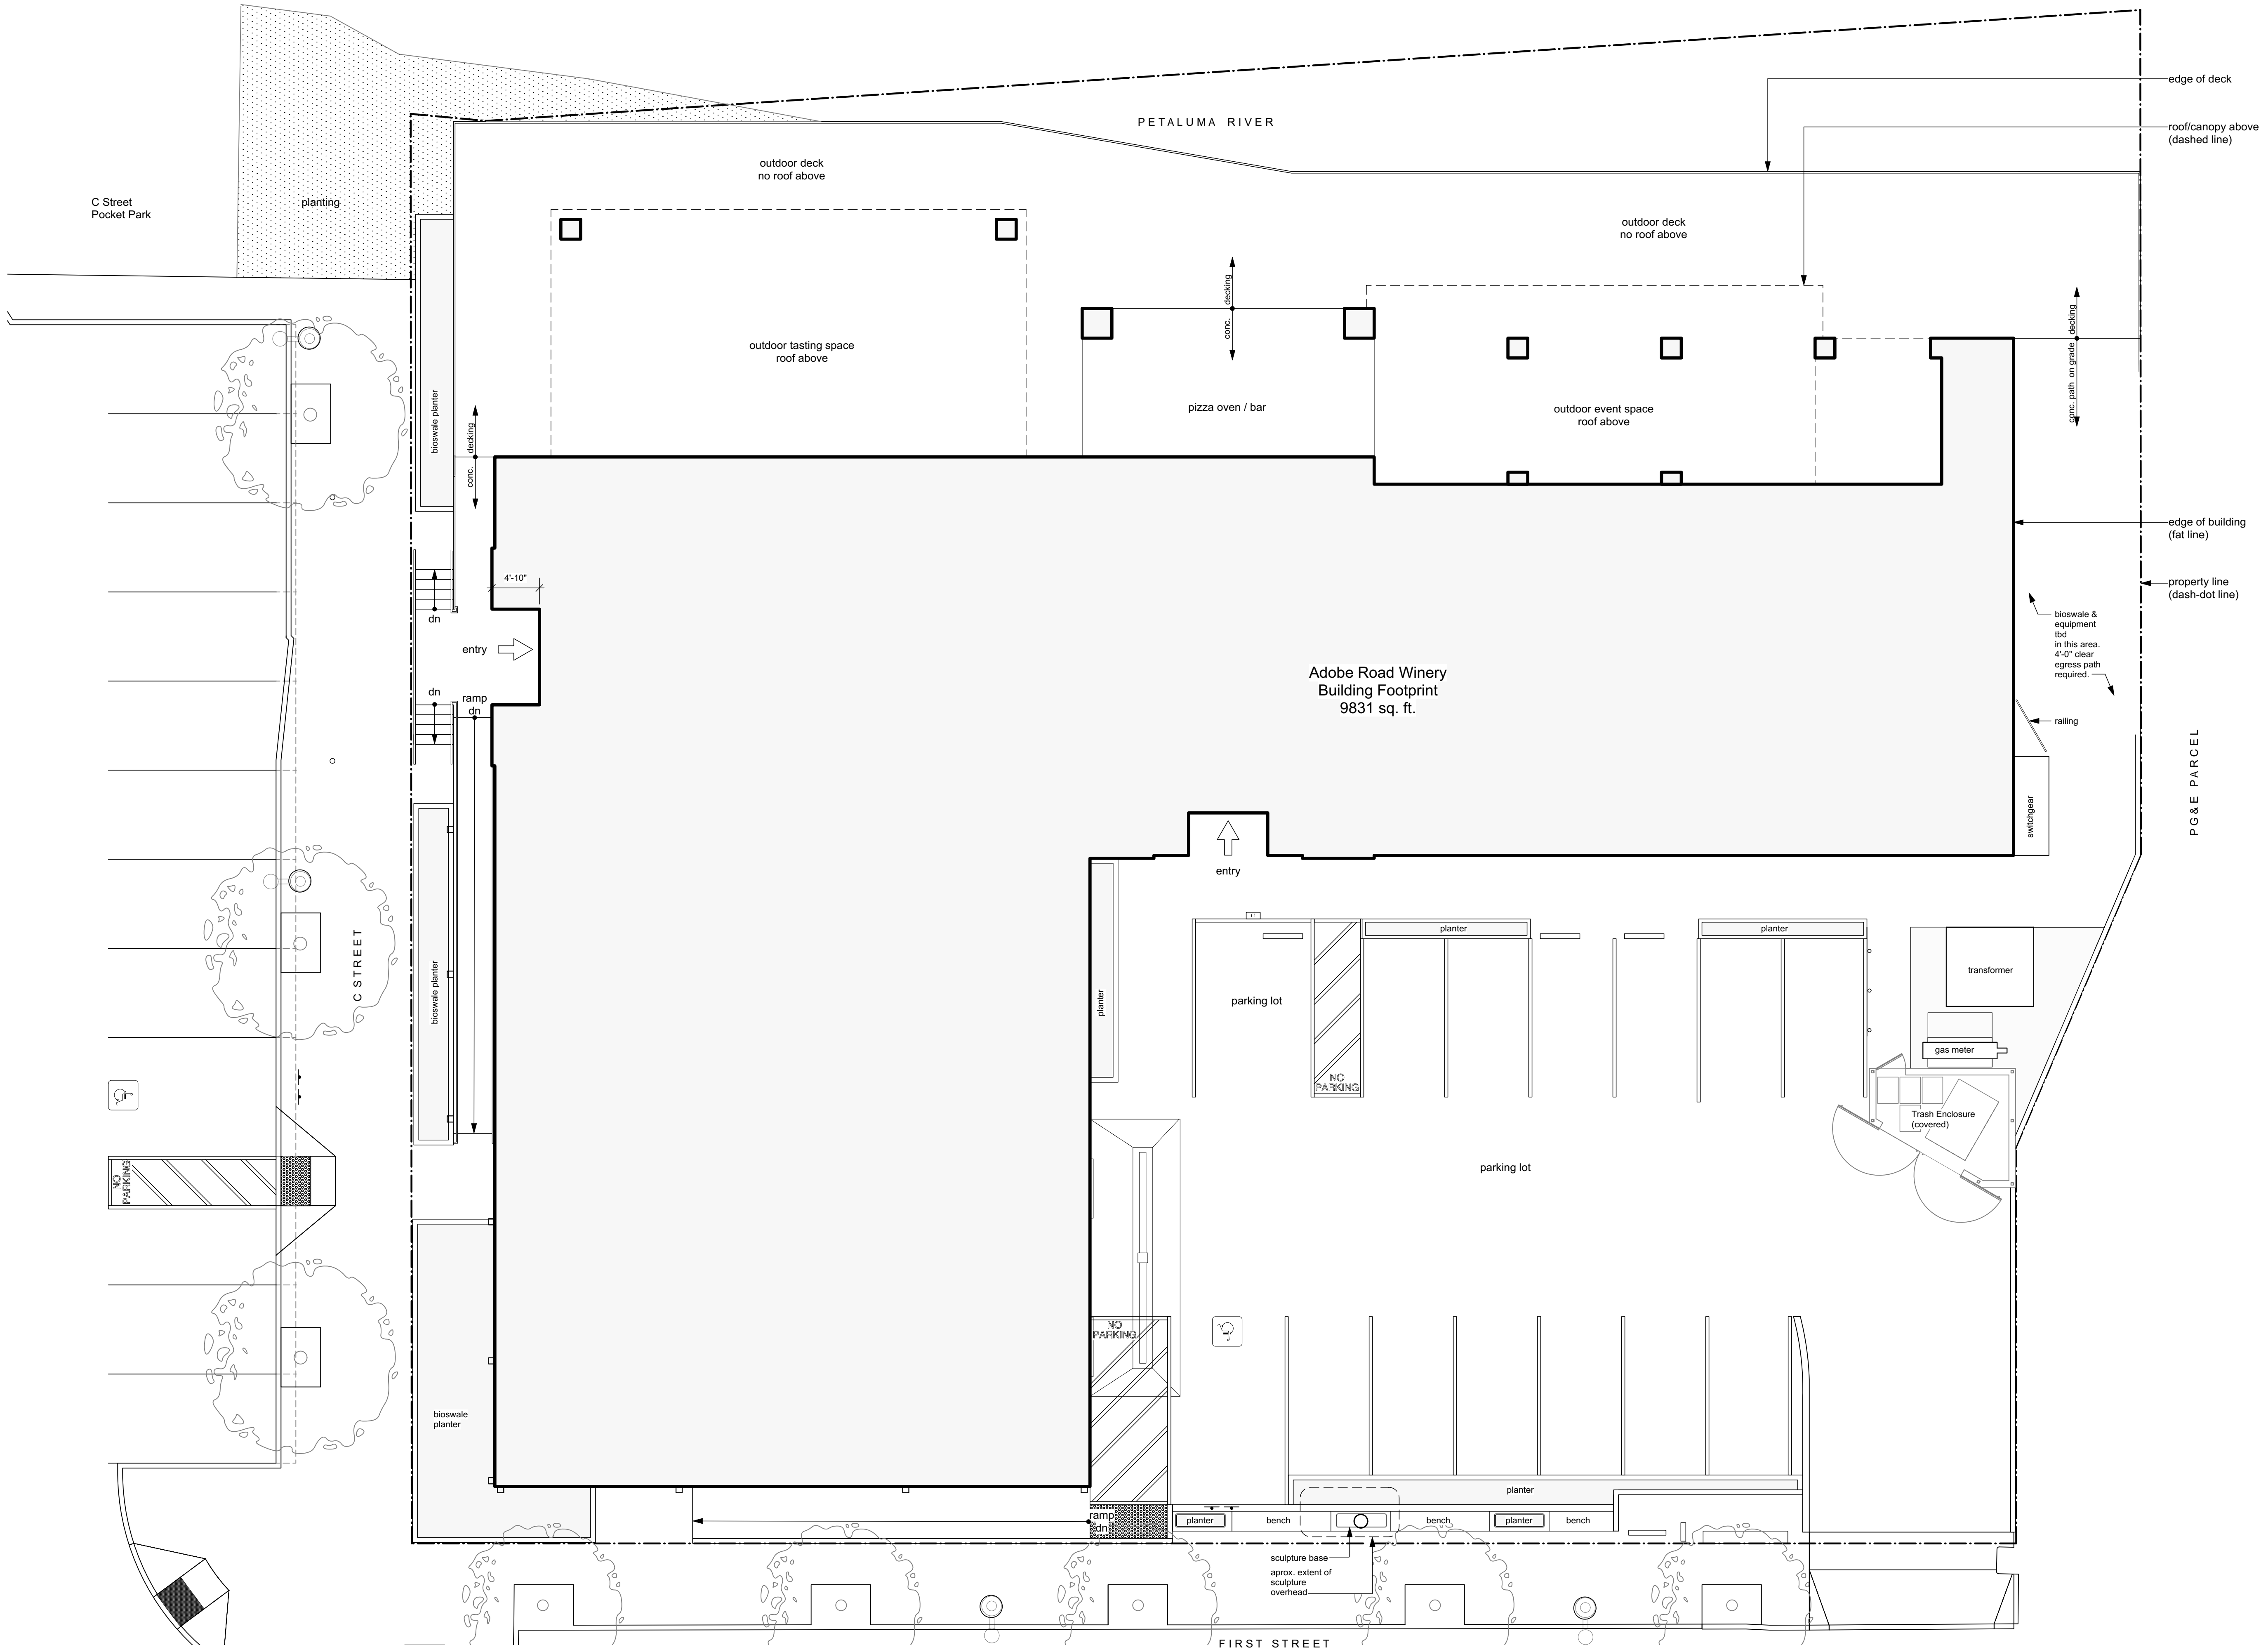 edge of deck
PETALUMA RIVER
roof/canopy above
(dashed line)
outdoor deck
no roof above
C Street
Pocket Park
planting
outdoor deck
no roof above
decking
conc.
decking
conc. path on grade
outdoor tasting space
roof above
bioswale planter
pizza oven / bar
outdoor event space
roof above
decking
conc.
edge of building
(fat line)
4'-10"
property line
(dash-dot line)
dn
bioswale &
equipment
tbd
in this area.
4'-0" clear
egress path
required.
entry
Adobe Road Winery
Building Footprint
9831 sq. ft.
dn
ramp
dn
railing
PG&E PARCEL
switchgear
entry
planter
planter
C STREET
bioswale planter
planter
parking lot
transformer
gas meter
NO
PARKING
Trash Enclosure
(covered)
parking lot
NO
PARKING
NO
PARKING
bioswale
planter
planter
ramp
dn
planter
bench
bench
planter
bench
sculpture base
aprox. extent of
sculpture
overhead
FIRST STREET